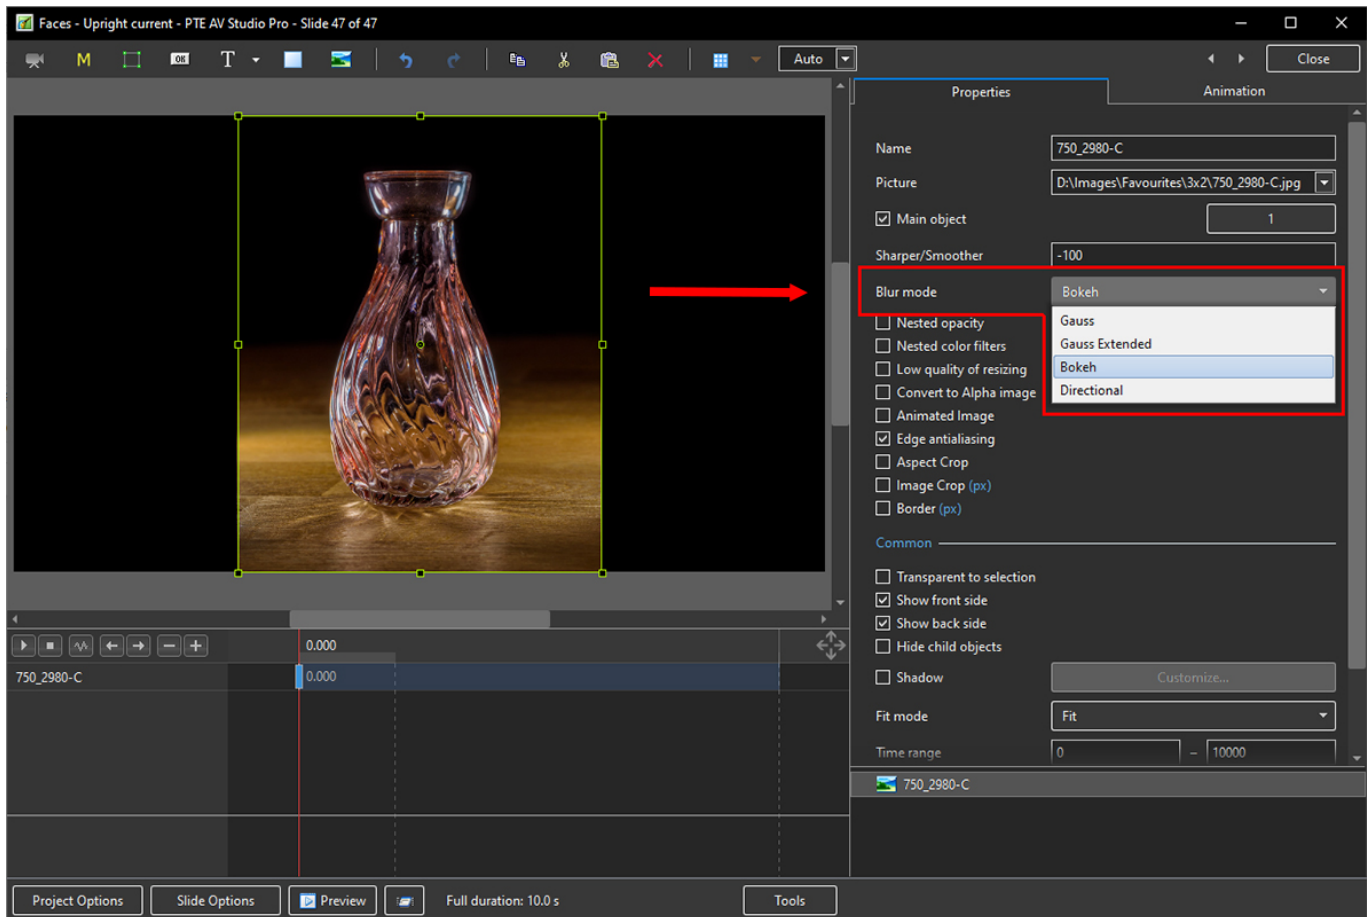 Faces - Upright current - PTE AV Studio Pro - Slide 47 of 47
M OK T Auto Close
Properties Animation
Name 750_2980-C
Picture D:\Images\Favourites\3x2\750_2980-C.jpg
Main object 1
Sharper/Smoother -100
Blur mode Bokeh
Gauss
Gauss Extended
Bokeh
Directional
Nested opacity
Nested color filters
Low quality of resizing
Convert to Alpha image
Animated Image
Edge antialiasing
Aspect Crop
Image Crop (px)
Border (px)
Common
Transparent to selection
Show front side
Show back side
Hide child objects
Shadow Customize...
Fit mode Fit
Time range 0 – 10000
750_2980-C
0.000
750_2980-C 0.000
Project Options Slide Options Preview Full duration: 10.0 s Tools